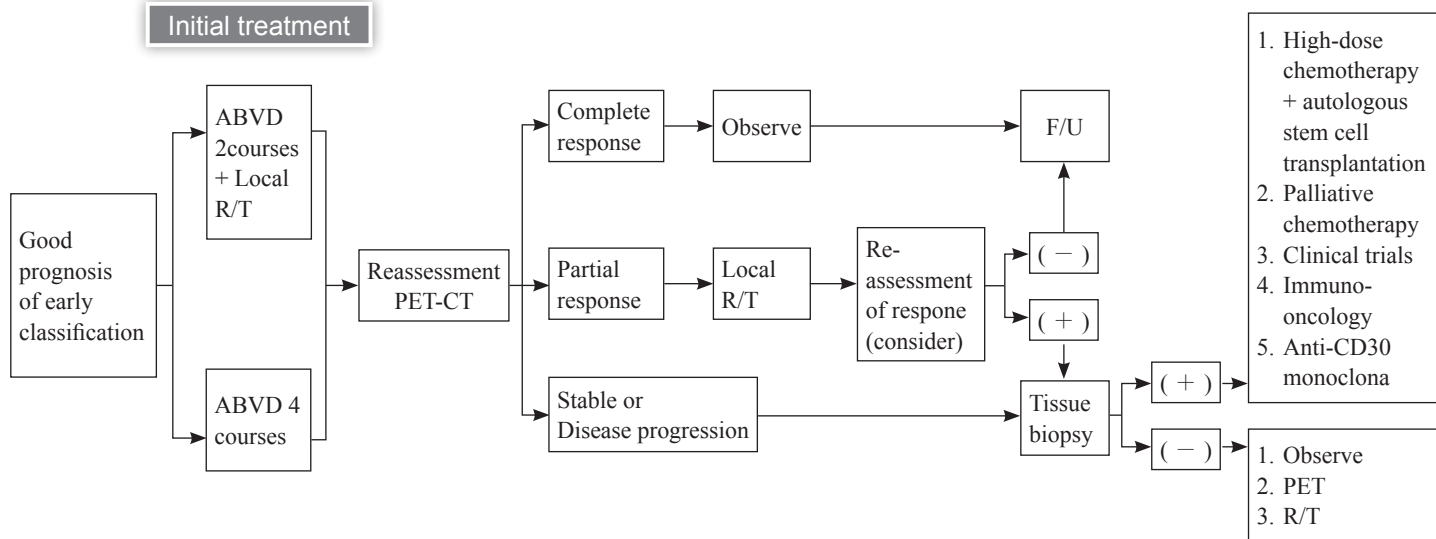 Initial treatment
Good
prognosis
of early
classification
ABVD
2courses
+ Local
R/T
ABVD 4
courses
Reassessment
PET-CT
Complete
response
Observe
F/U
Partial
response
Local
R/T
Re-
assessment
of respone
(consider)
( − )
( + )
Stable or
Disease progression
Tissue
biopsy
( + )
( − )
1. High-dose
chemotherapy
+ autologous
stem cell
transplantation
2. Palliative
chemotherapy
3. Clinical trials
4. Immuno-
oncology
5. Anti-CD30
monoclona
1. Observe
2. PET
3. R/T